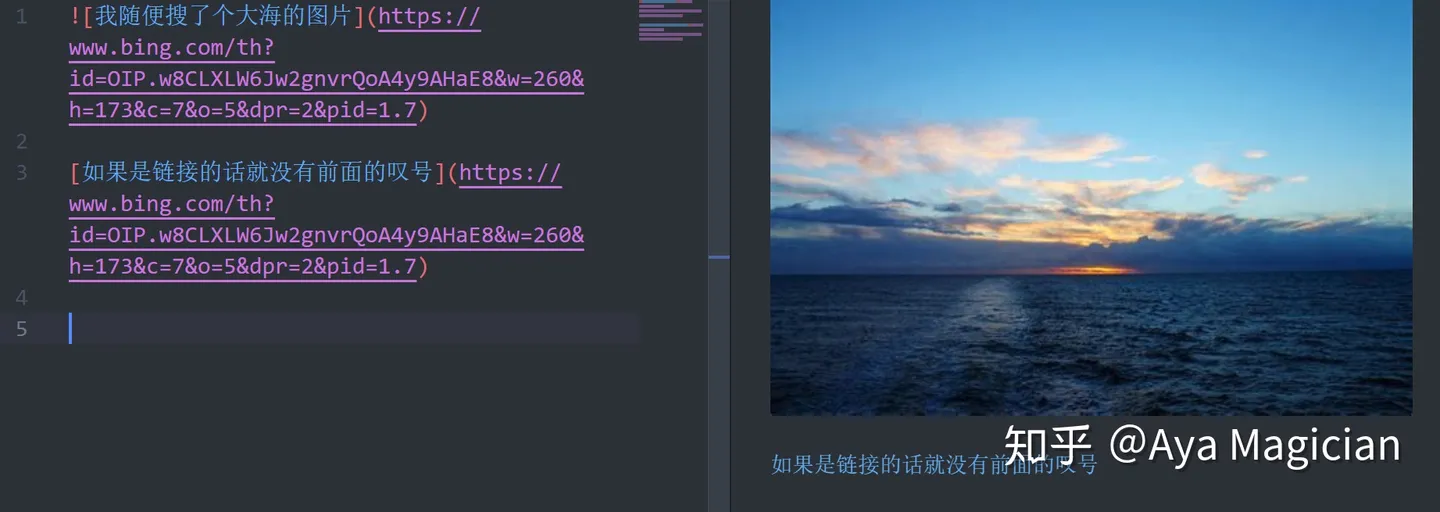 1 ![我随便搜了个大海的图片](https://
www.bing.com/th?
id=OIP.w8CLXLW6Jw2gnvrQoA4y9AHaE8&w=260&
h=173&c=7&o=5&dpr=2&pid=1.7)
2
3 [如果是链接的话就没有前面的叹号](https://
www.bing.com/th?
id=OIP.w8CLXLW6Jw2gnvrQoA4y9AHaE8&w=260&
h=173&c=7&o=5&dpr=2&pid=1.7)
4
5
如果是链接的话就没有前面的叹号
知乎 @Aya Magician